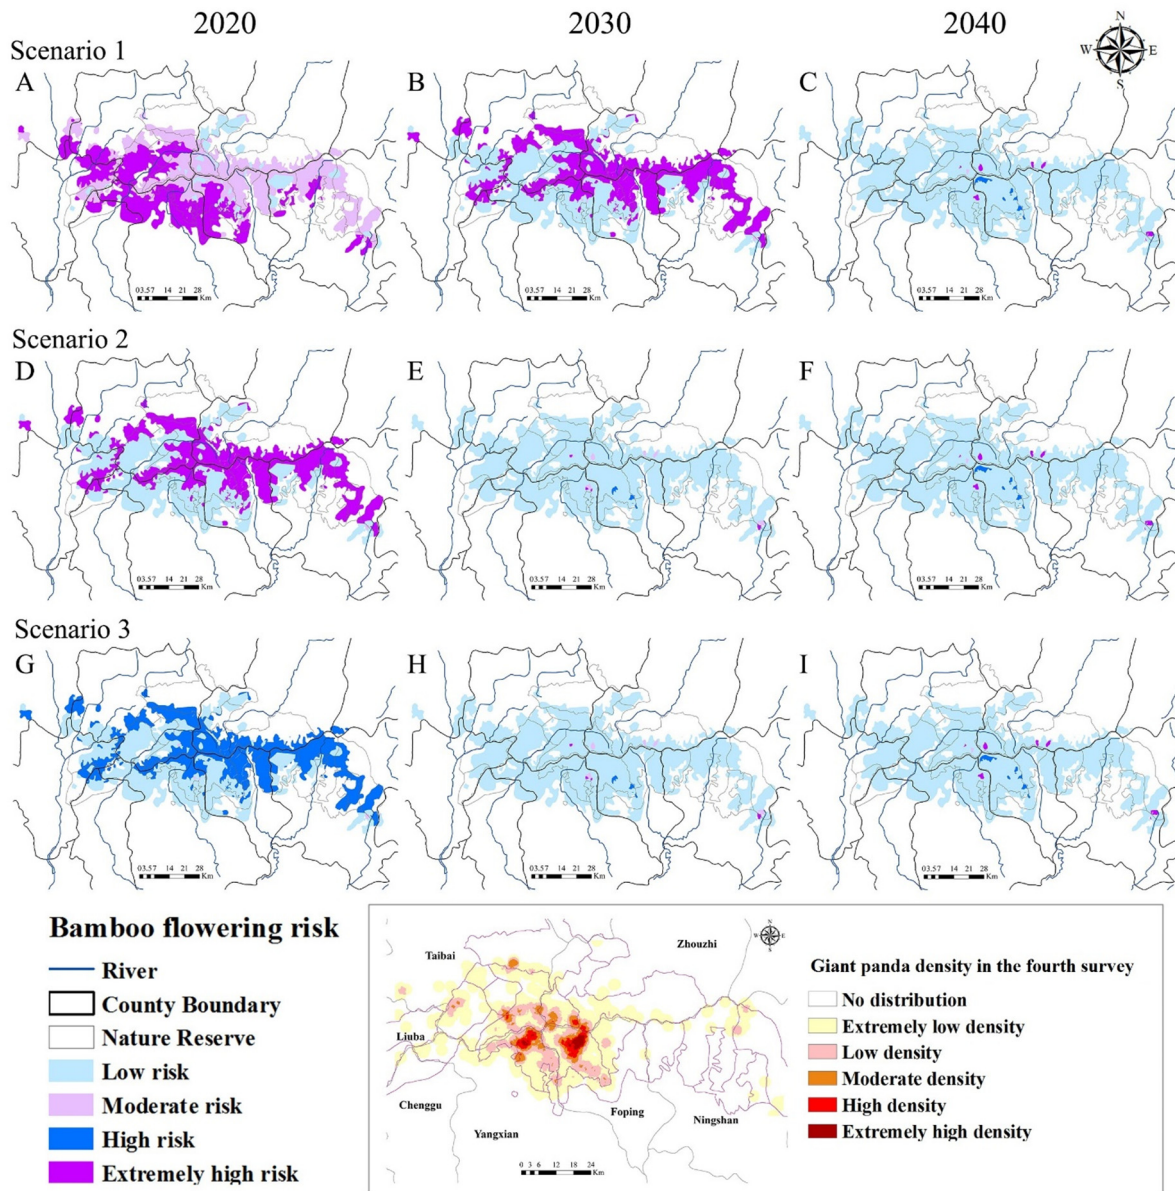 2020 2030 2040
N
W E
S
Scenario 1
A B C
03.57 14 21 28
Km
03.57 14 21 28
Km
03.57 14 21 28
Km
Scenario 2
D E F
03.57 14 21 28
Km
03.57 14 21 28
Km
03.57 14 21 28
Km
Scenario 3
G H I
03.57 14 21 28
Km
03.57 14 21 28
Km
03.57 14 21 28
Km
Bamboo flowering risk
River
County Boundary
Nature Reserve
Low risk
Moderate risk
High risk
Extremely high risk
N
W E
S
Taibai
Zhouzhi
Liuba
Chenggu
Yangxian
Foping
Ningshan
0 3 6 12 18 24
Km
Giant panda density in the fourth survey
No distribution
Extremely low density
Low density
Moderate density
High density
Extremely high density